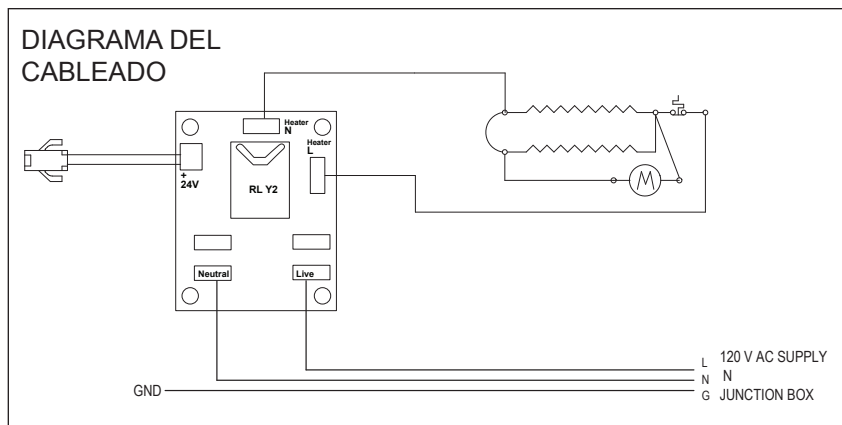 DIAGRAMA DEL
CABLEADO
Heater
N
Heater
L
+
24V
RL Y2
M
Neutral
Live
L 120 V AC SUPPLY
N N
GND
G JUNCTION BOX